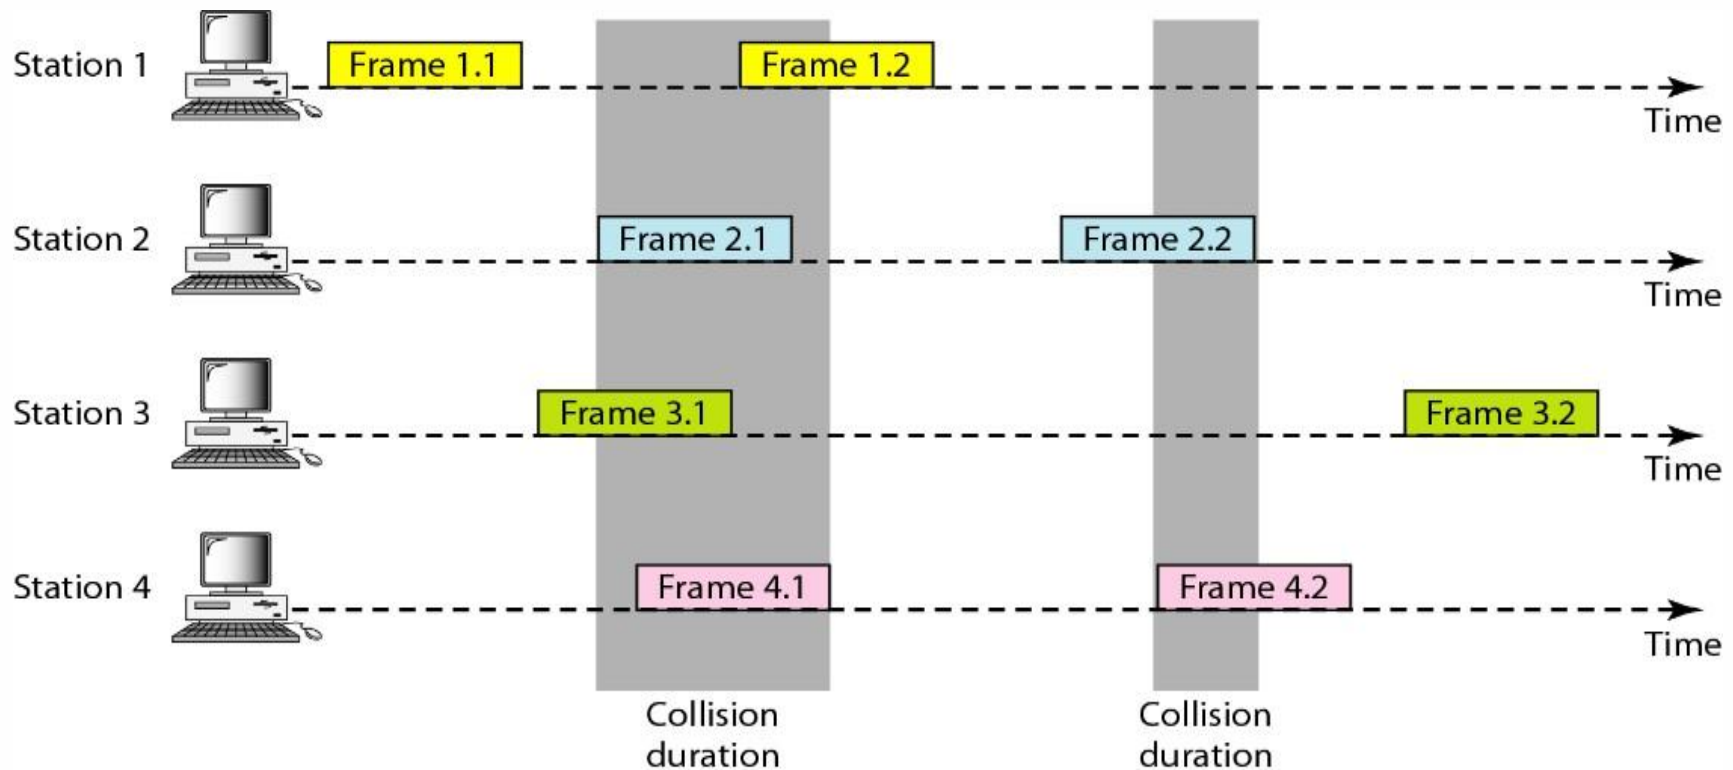 Station 1
Frame 1.1
Frame 1.2
Time
Station 2
Frame 2.1
Frame 2.2
Time
Station 3
Frame 3.1
Frame 3.2
Time
Station 4
Frame 4.1
Frame 4.2
Time
Collision
duration
Collision
duration